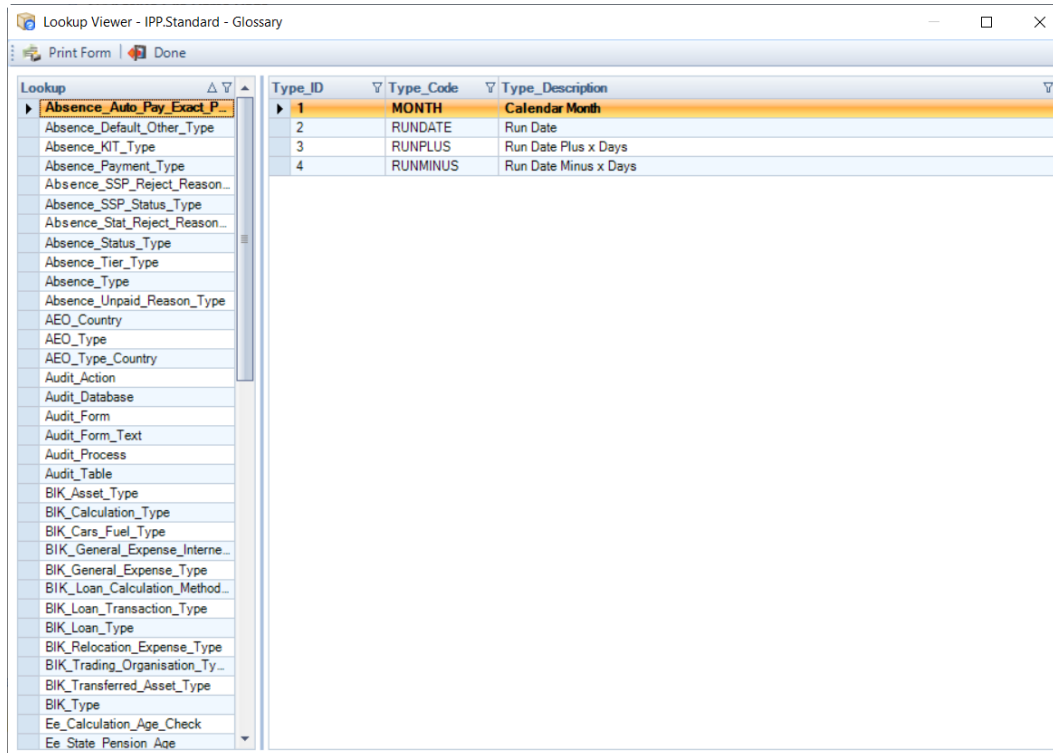 Lookup Viewer - IPP.Standard - Glossary
Print Form Done
Lookup
Absence_Auto_Pay_Exact_P...
Absence_Default_Other_Type
Absence_KIT_Type
Absence_Payment_Type
Absence_SSP_Reject_Reason...
Absence_SSP_Status_Type
Absence_Stat_Reject_Reason...
Absence_Status_Type
Absence_Tier_Type
Absence_Type
Absence_Unpaid_Reason_Type
AEO_Country
AEO_Type
AEO_Type_Country
Audit_Action
Audit_Database
Audit_Form
Audit_Form_Text
Audit_Process
Audit_Table
BIK_Asset_Type
BIK_Calculation_Type
BIK_Cars_Fuel_Type
BIK_General_Expense_Interne...
BIK_General_Expense_Type
BIK_Loan_Calculation_Method...
BIK_Loan_Transaction_Type
BIK_Loan_Type
BIK_Relocation_Expense_Type
BIK_Trading_Organisation_Ty...
BIK_Transferred_Asset_Type
BIK_Type
Ee_Calculation_Age_Check
Ee_State_Pension_Age
Type_ID Type_Code Type_Description
1 MONTH Calendar Month
2 RUNDATE Run Date
3 RUNPLUS Run Date Plus x Days
4 RUNMINUS Run Date Minus x Days